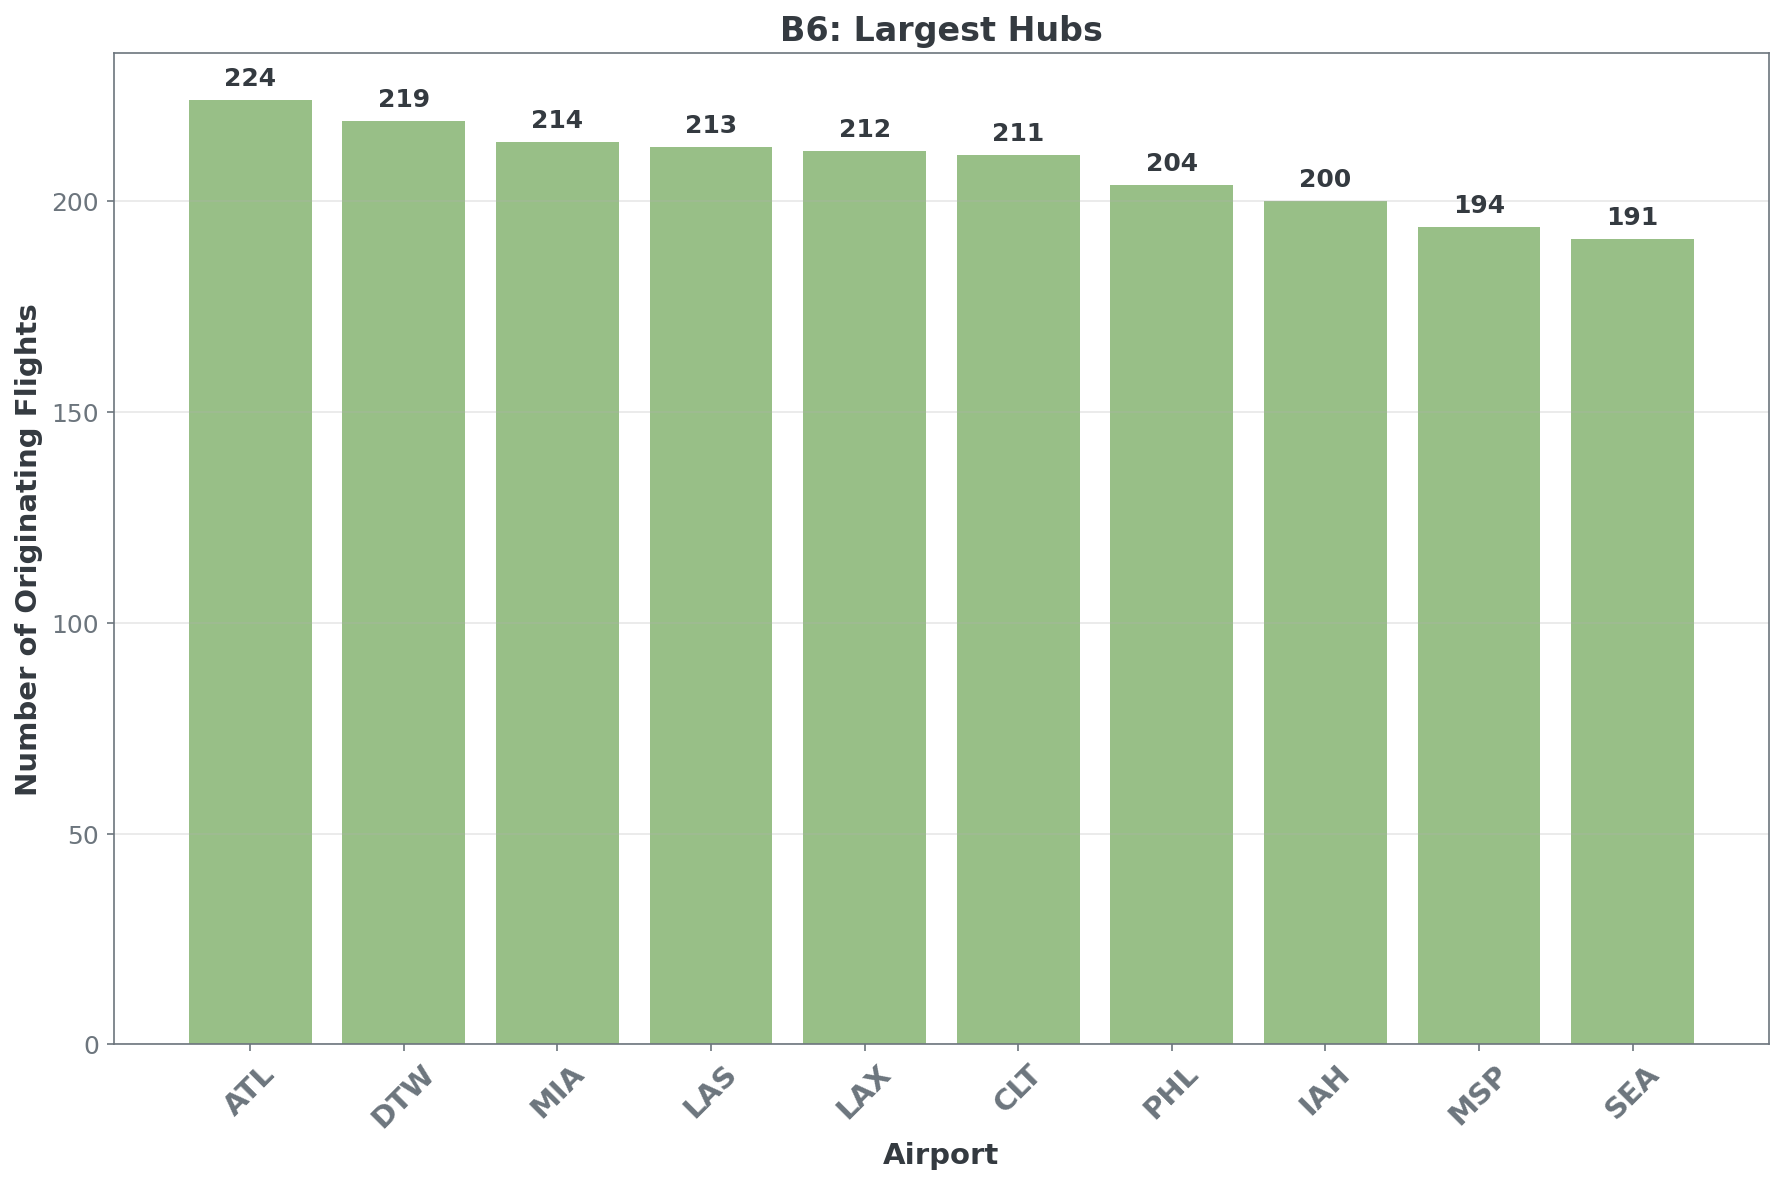 B6: Largest Hubs
224
219
214
213
212
211
204
200
194
191
Number of Originating Flights
200
150
100
50
0
ATL
DTW
MIA
LAS
LAX
CLT
PHL
IAH
MSP
SEA
Airport